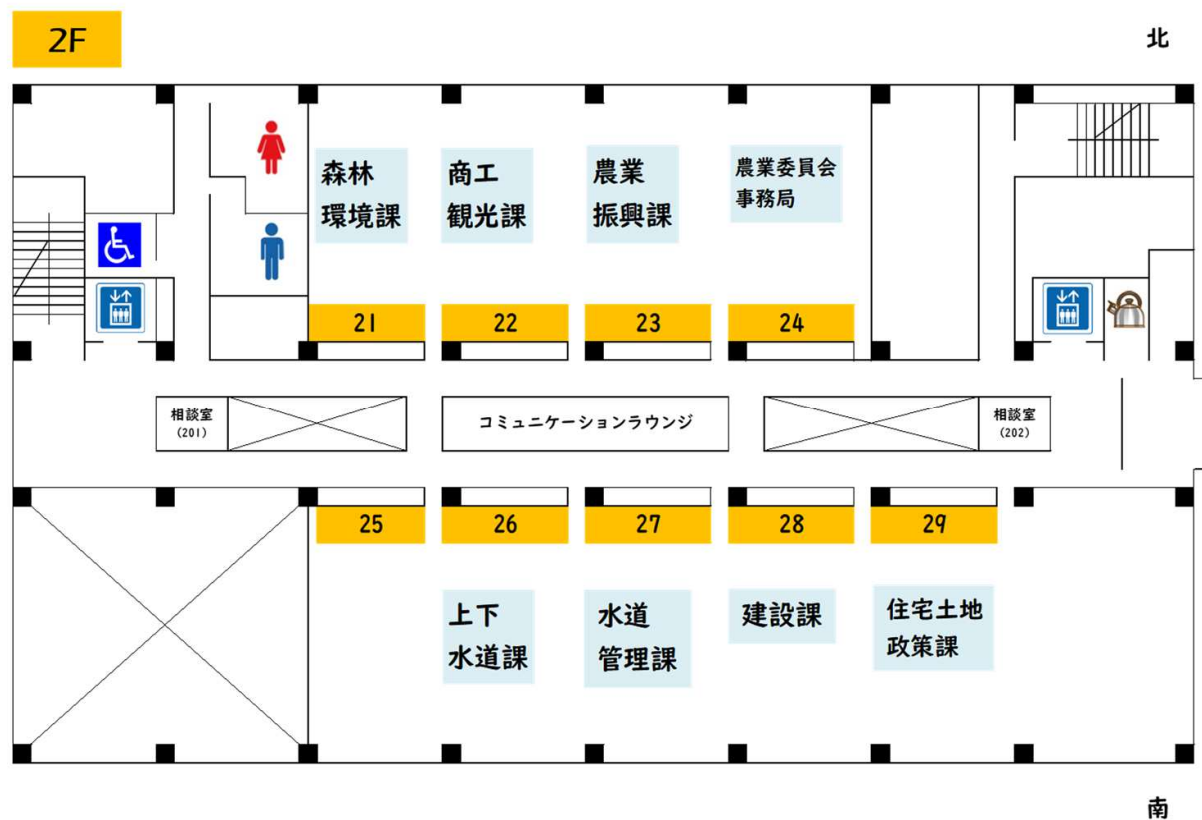 2F
北
森林
環境課
商工
観光課
農業
振興課
農業委員会
事務局
21
22
23
24
相談室
(201)
コミュニケーションラウンジ
相談室
(202)
25
26
27
28
29
上下
水道課
水道
管理課
建設課
住宅土地
政策課
南